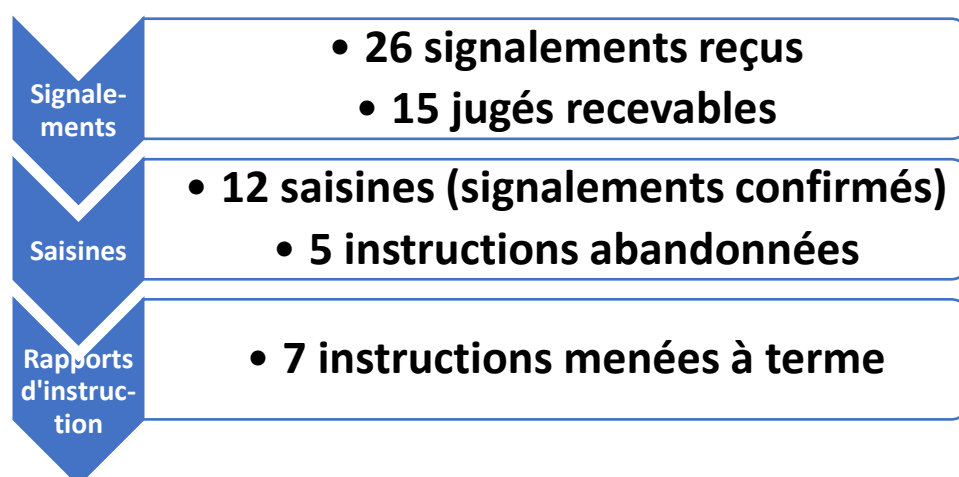 Signale-
ments
• 26 signalements reçus
• 15 jugés recevables
Saisines
• 12 saisines (signalements confirmés)
• 5 instructions abandonnées
Rapports
d'instruc-
tion
• 7 instructions menées à terme